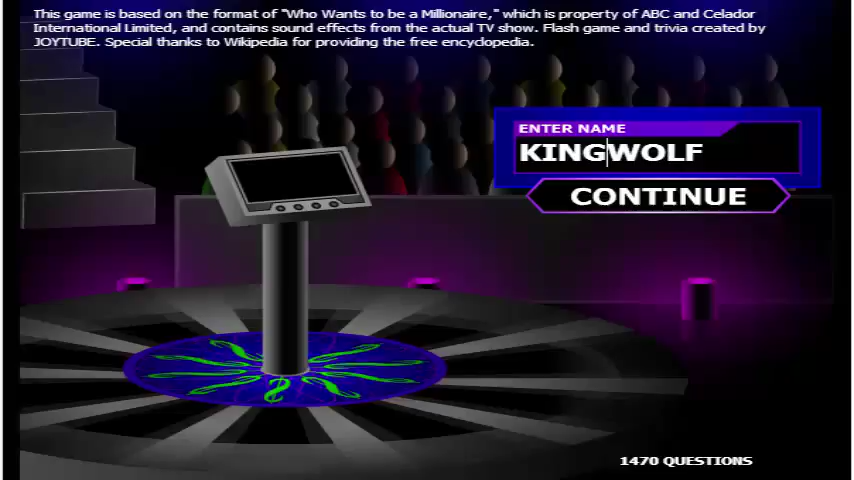 This game is based on the format of "Who Wants to be a Millionaire," which is property of ABC and Celador
International Limited, and contains sound effects from the actual TV show. Flash game and trivia created by
JOYTUBE. Special thanks to Wikipedia for providing the free encyclopedia.
ENTER NAME
KINGWOLF
CONTINUE
1470 QUESTIONS